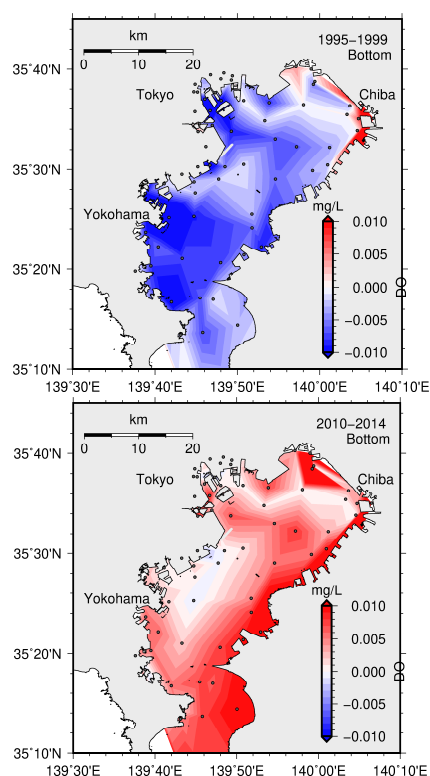 km
0 10 20
1995−1999
Bottom
35˚40'N
Tokyo
Chiba
35˚30'N
Yokohama
mg/L
0.010
0.005
35˚20'N
0.000
DO
−0.005
−0.010
35˚10'N
139˚30'E 139˚40'E 139˚50'E 140˚00'E 140˚10'E
km
0 10 20
2010−2014
Bottom
35˚40'N
Tokyo
Chiba
35˚30'N
Yokohama
mg/L
0.010
0.005
35˚20'N
0.000
DO
−0.005
−0.010
35˚10'N
139˚30'E 139˚40'E 139˚50'E 140˚00'E 140˚10'E